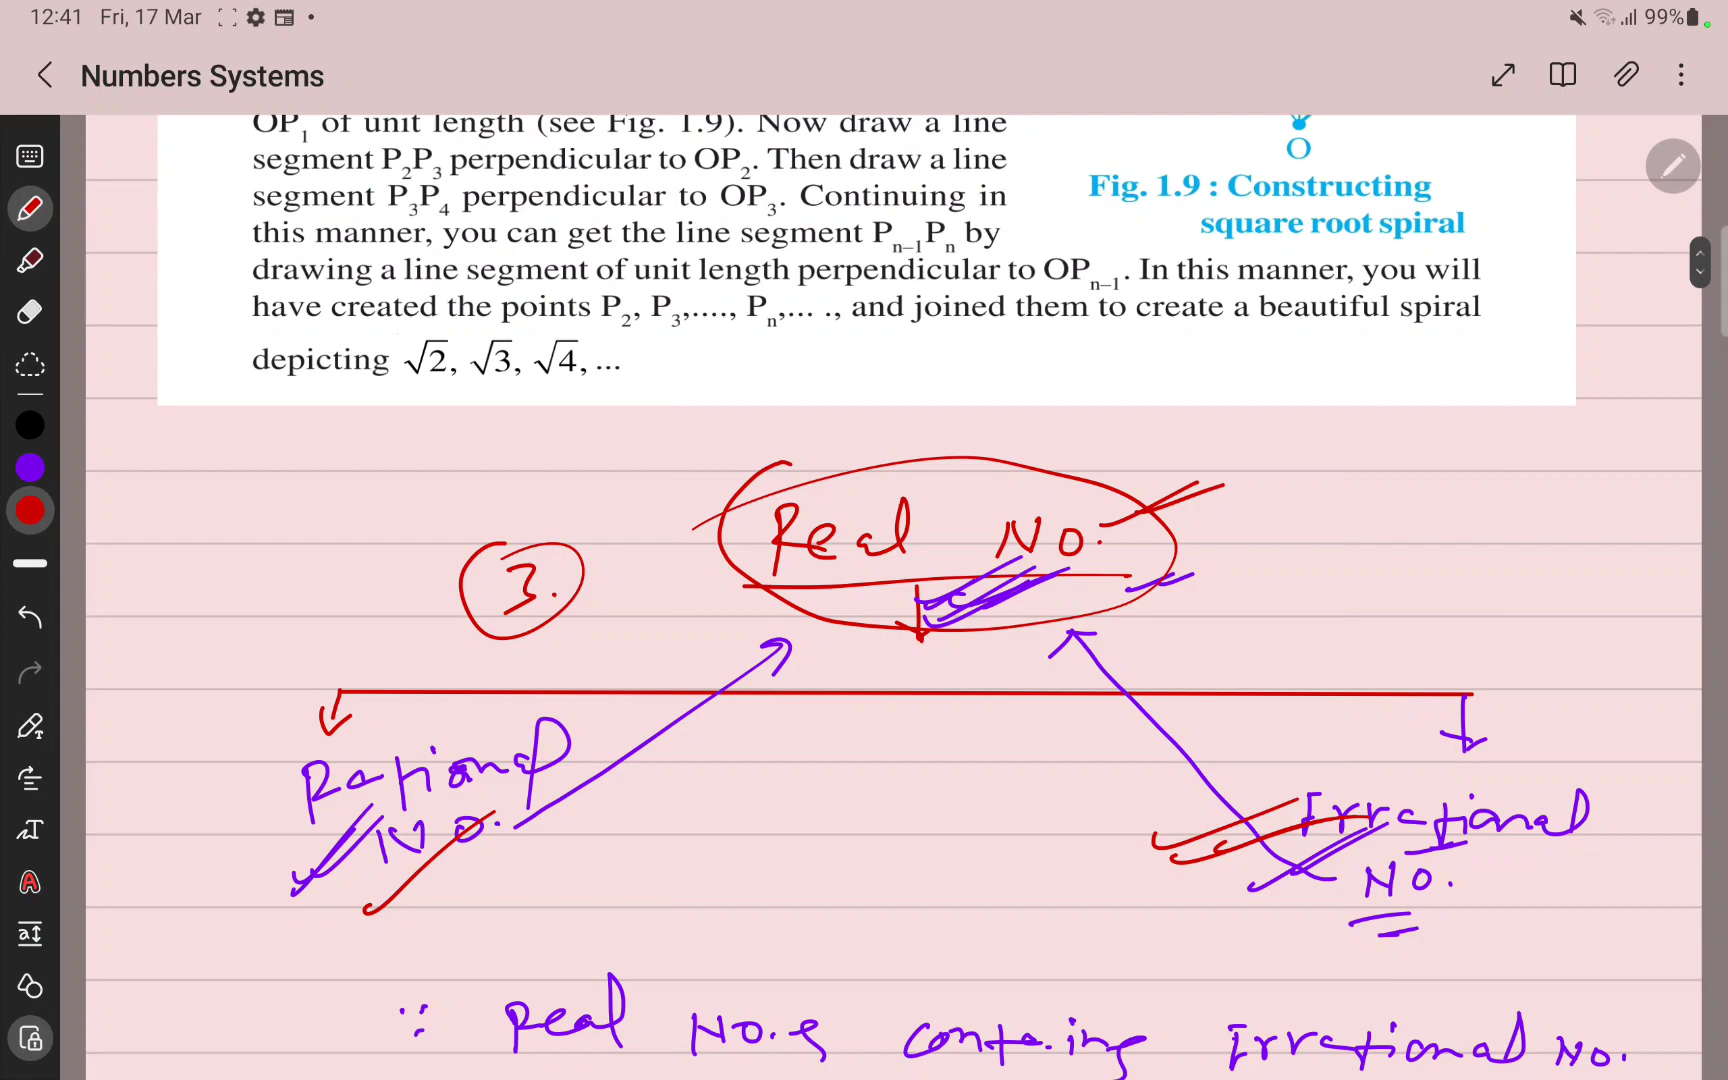 12:41 Fri, 17 Mar 99%
Numbers Systems
OP1 of unit length (see Fig. 1.9). Now draw a line
segment P2P3 perpendicular to OP2. Then draw a line
segment P3P4 perpendicular to OP3. Continuing in
this manner, you can get the line segment Pn–1Pn by
drawing a line segment of unit length perpendicular to OPn–1. In this manner, you will
have created the points P2, P3,...., Pn,... ., and joined them to create a beautiful spiral
depicting √2, √3, √4, ...
O
Fig. 1.9 : Constructing
square root spiral
3.
Real No.
Rational
No.
Irrational
No.
∵ Real No.s containg Irrational No.